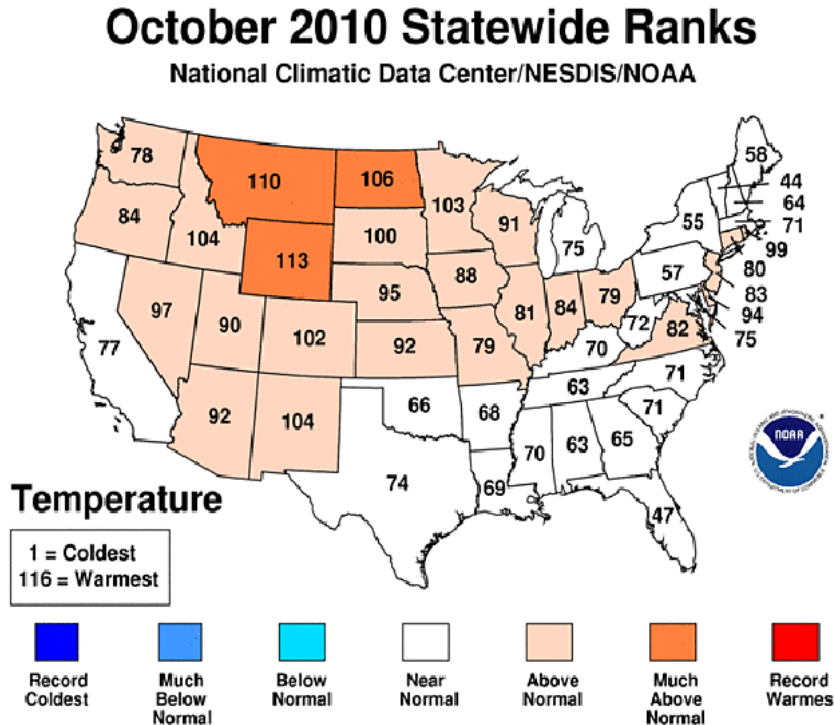 October 2010 Statewide Ranks
National Climatic Data Center/NESDIS/NOAA
78
110
106
103
58
44
64
71
99
80
83
94
75
84
104
113
100
91
75
55
57
97
90
102
95
88
81
84
79
72
82
77
92
79
70
71
92
104
66
68
63
71
74
69
70
63
65
47
NOAA
Temperature
1 = Coldest
116 = Warmest
Record
Coldest
Much
Below
Normal
Below
Normal
Near
Normal
Above
Normal
Much
Above
Normal
Record
Warmes